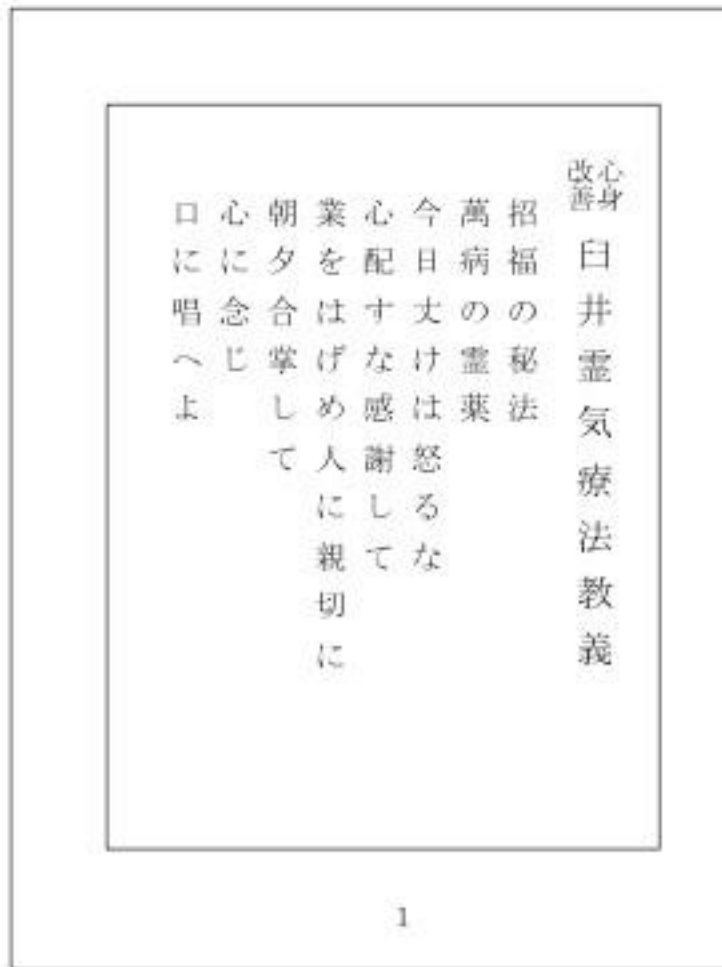 心身改善 臼井霊気療法教義
招福の秘法
萬病の霊薬
今日丈けは怒るな
心配すな感謝して
業をはげめ人に親切に
朝夕合掌して
心に念じ
口に唱へよ
1